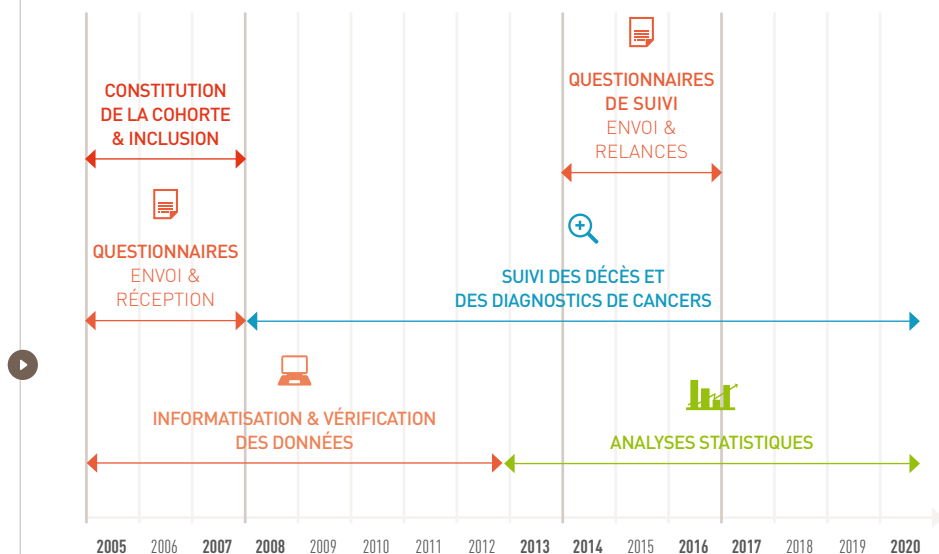 CONSTITUTION
DE LA COHORTE
& INCLUSION
QUESTIONNAIRES
DE SUIVI
ENVOI &
RELANCES
QUESTIONNAIRES
ENVOI &
RÉCEPTION
SUIVI DES DÉCÈS ET
DES DIAGNOSTICS DE CANCERS
INFORMATISATION & VÉRIFICATION
DES DONNÉES
ANALYSES STATISTIQUES
2005 2006 2007 2008 2009 2010 2011 2012 2013 2014 2015 2016 2017 2018 2019 2020